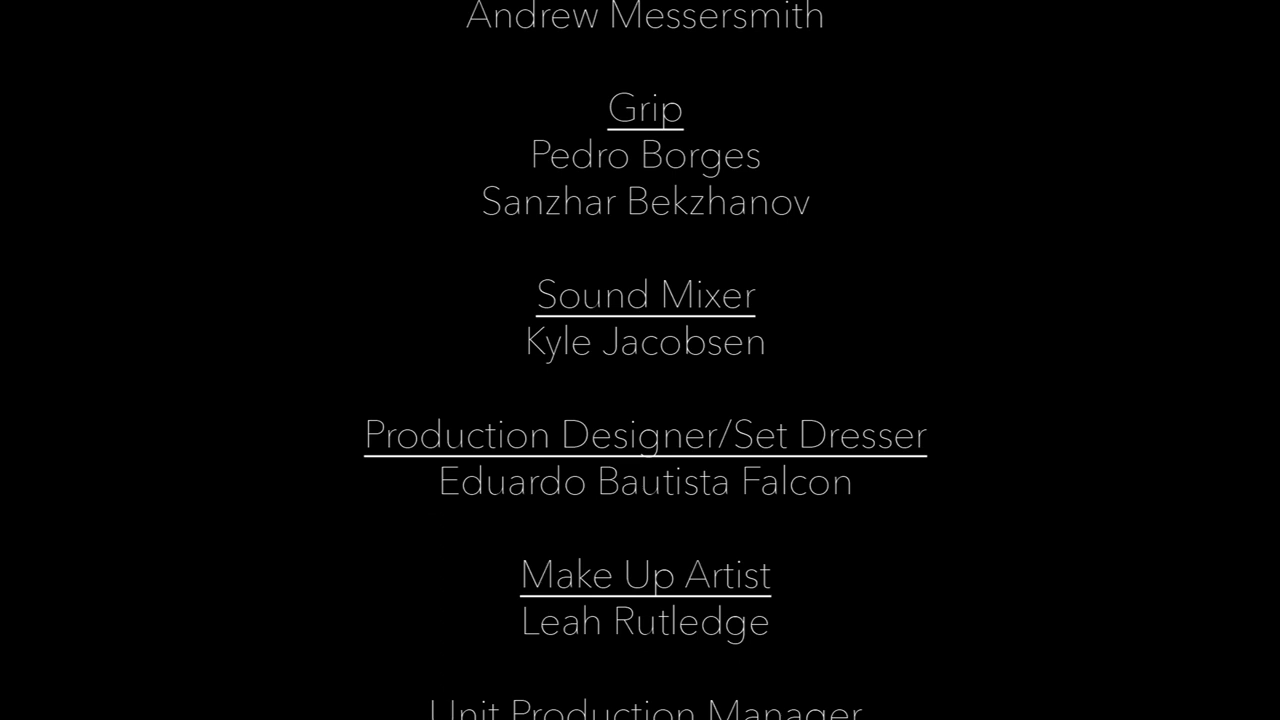 Andrew Messersmith
Grip
Pedro Borges
Sanzhar Bekzhanov
Sound Mixer
Kyle Jacobsen
Production Designer/Set Dresser
Eduardo Bautista Falcon
Make Up Artist
Leah Rutledge
Unit Production Manager